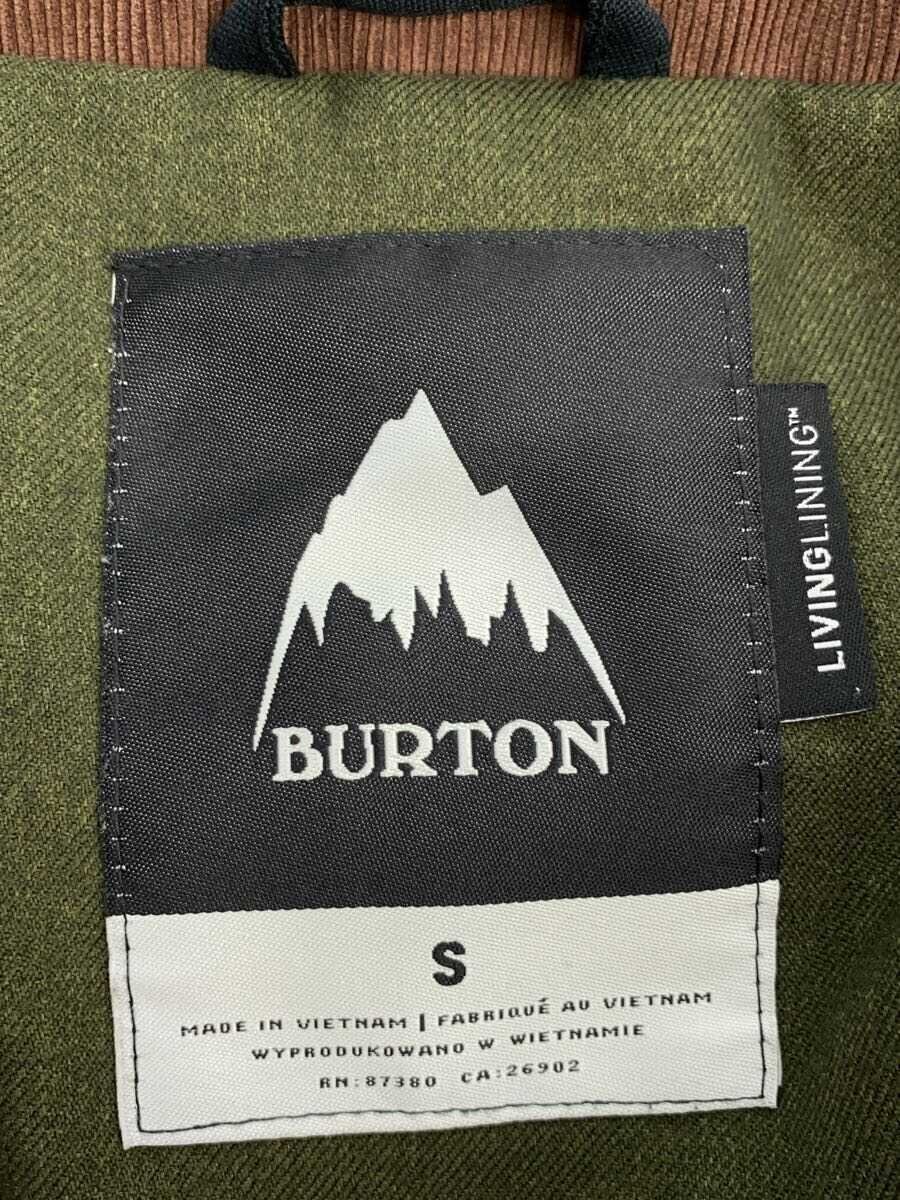 LIVINGLINING™
BURTON
S
MADE IN VIETNAM | FABRIQUÉ AU VIETNAM
WYPRODUKOWANO W WIETNAMIE
RN:87380 CA:26902